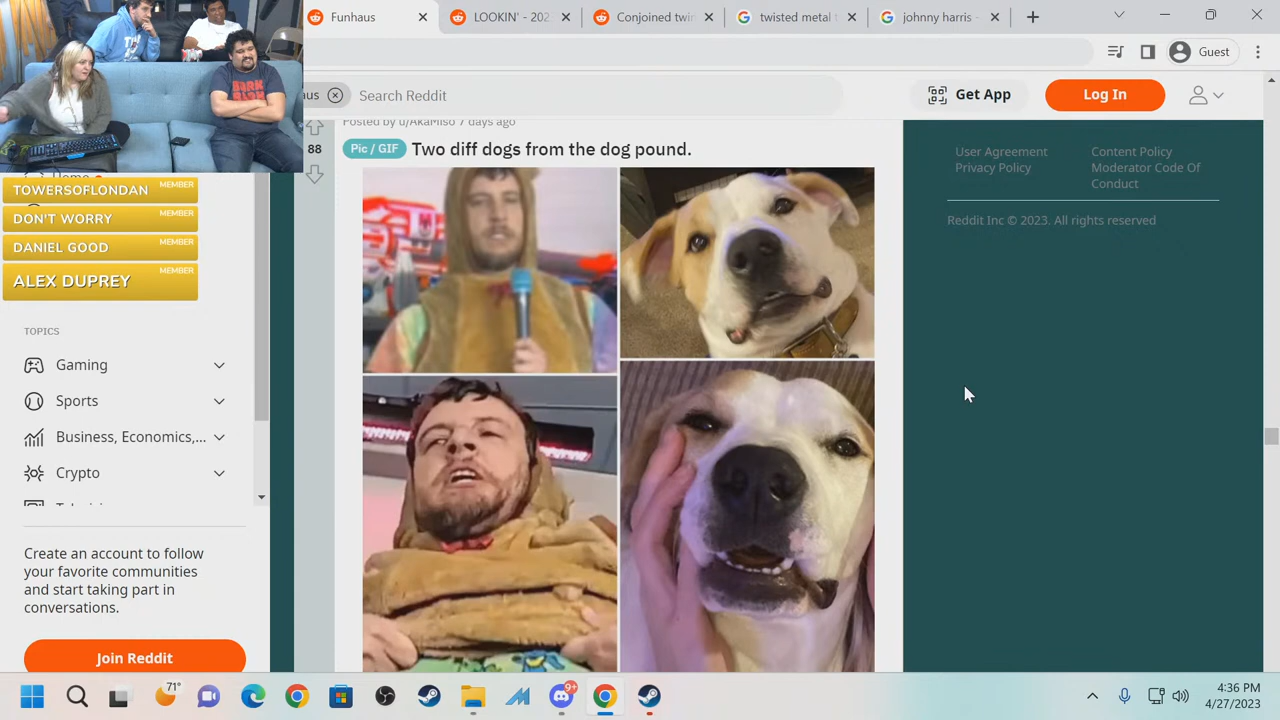 Funhaus
LOOKIN' - 202
Conjoined twin
twisted metal t
johnny harris -
Guest
Search Reddit
Get App
Log In
Posted by u/AkaMiso 7 days ago
88
Pic / GIF
Two diff dogs from the dog pound.
User Agreement
Privacy Policy
Content Policy
Moderator Code Of
Conduct
Reddit Inc © 2023. All rights reserved
TOWERSOFLONDAN
MEMBER
DON'T WORRY
MEMBER
DANIEL GOOD
MEMBER
ALEX DUPREY
MEMBER
TOPICS
Gaming
Sports
Business, Economics,...
Crypto
Create an account to follow
your favorite communities
and start taking part in
conversations.
Join Reddit
71°
9+
4:36 PM
4/27/2023